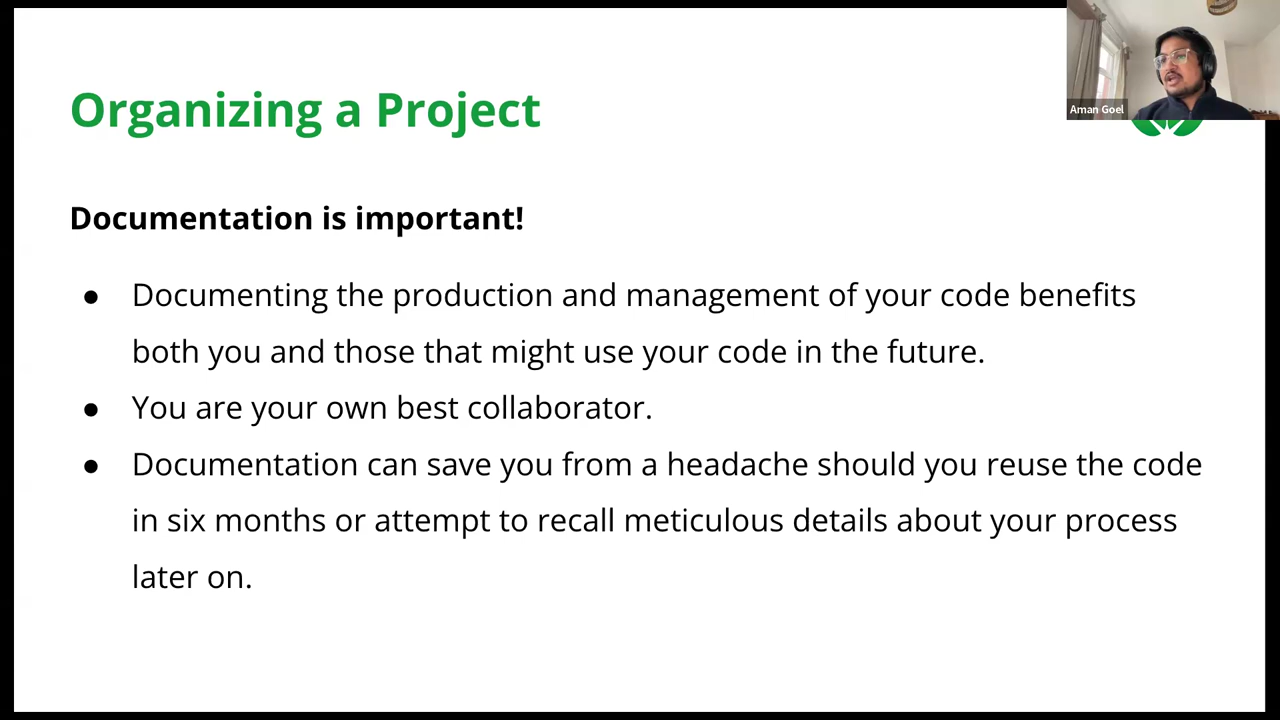 Organizing a Project
Aman Goel
Documentation is important!
● Documenting the production and management of your code benefits
both you and those that might use your code in the future.
● You are your own best collaborator.
● Documentation can save you from a headache should you reuse the code
in six months or attempt to recall meticulous details about your process
later on.